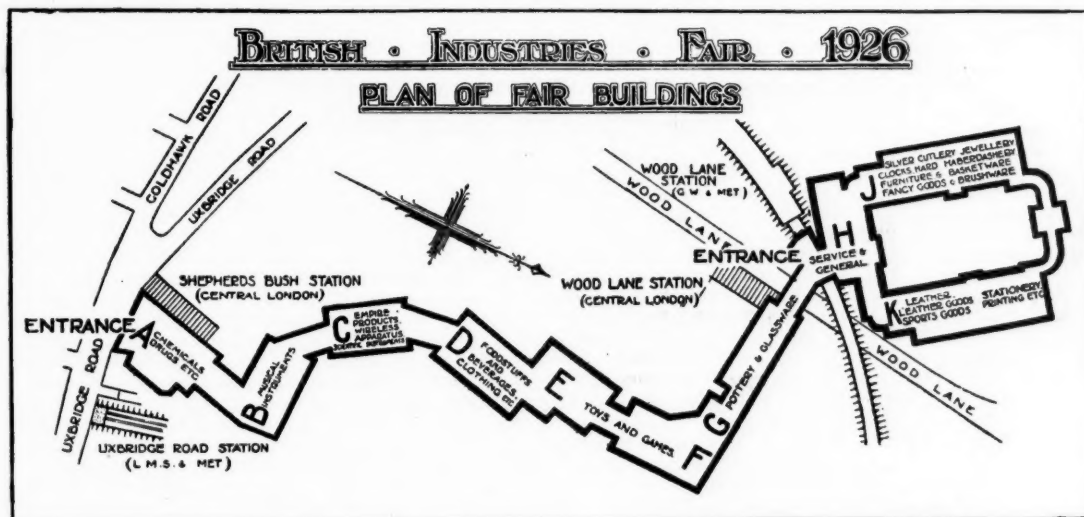 BRITISH · INDUSTRIES · FAIR · 1926
PLAN OF FAIR BUILDINGS
GOLDHAWK ROAD
UXBRIDGE ROAD
SHEPHERDS BUSH STATION
(CENTRAL LONDON)
ENTRANCE
UXBRIDGE ROAD
UXBRIDGE ROAD STATION
(L M.S. & MET)
A
CHEMICALS
DRUGS ETC
B
MUSICAL
INSTRUMENTS
C
EMPIRE
PRODUCTS.
WIRELESS
APPARATUS
SCIENTIFIC INSTRUMENTS
D
FOODSTUFFS
AND
BEVERAGES.
CLOTHING ETC
E
TOYS AND GAMES
F
G
POTTERY & GLASSWARE
WOOD LANE
STATION
(G W & MET)
WOOD LANE
ENTRANCE
WOOD LANE STATION
(CENTRAL LONDON)
H
SERVICE &
GENERAL
J
SILVER CUTLERY JEWELLERY
CLOCKS HARD HABERDASHERY
FURNITURE & BASKETWARE
FANCY GOODS & BRUSHWARE
K
LEATHER.
LEATHER GOODS
SPORTS GOODS
STATIONERY
PRINTING ETC
WOOD LANE